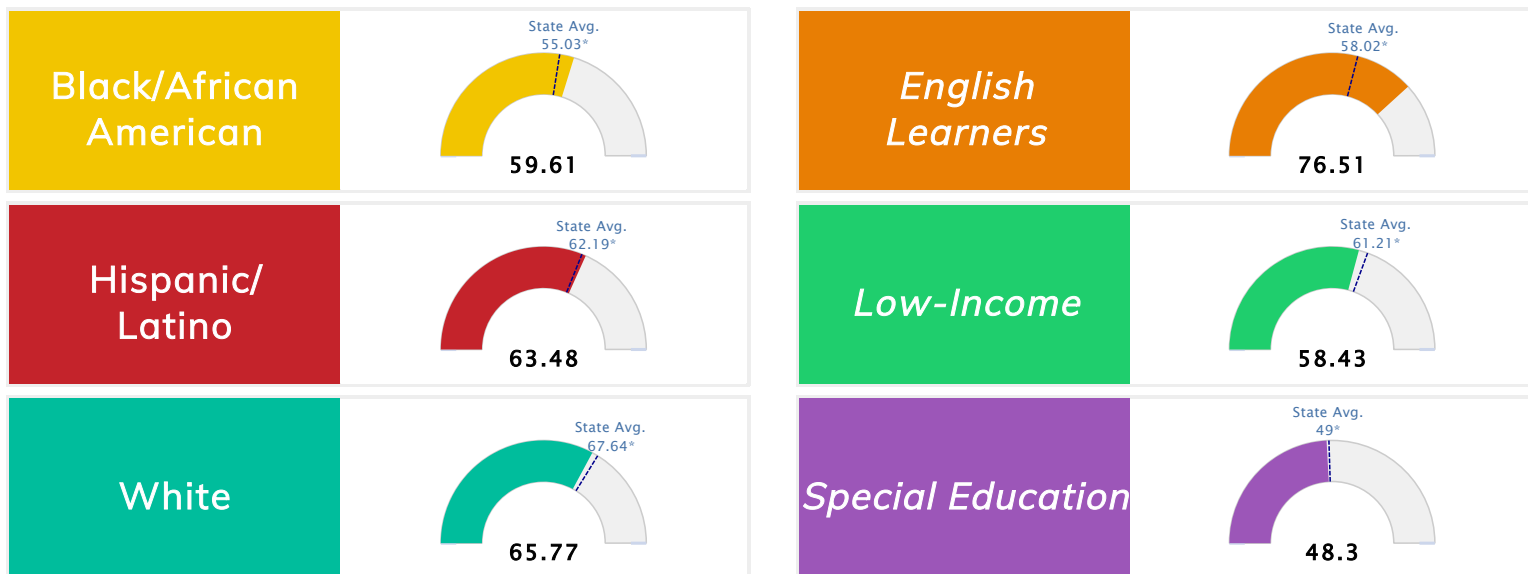 Black/African
American
State Avg.
55.03*
59.61
English
Learners
State Avg.
58.02*
76.51
Hispanic/
Latino
State Avg.
62.19*
63.48
Low-Income
State Avg.
61.21*
58.43
White
State Avg.
67.64*
65.77
Special Education
State Avg.
49*
48.3